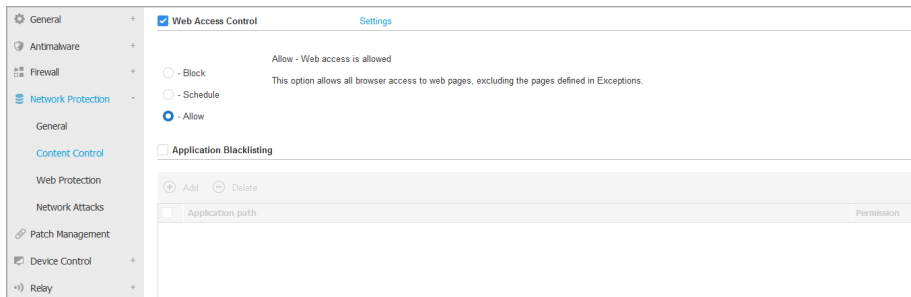 General +
Antimalware +
Firewall +
Network Protection -
General
Content Control
Web Protection
Network Attacks
Patch Management
Device Control +
Relay +
Web Access Control Settings
Allow - Web access is allowed
- Block
This option allows all browser access to web pages, excluding the pages defined in Exceptions.
- Schedule
- Allow
Application Blacklisting
Add Delete
Application path Permission